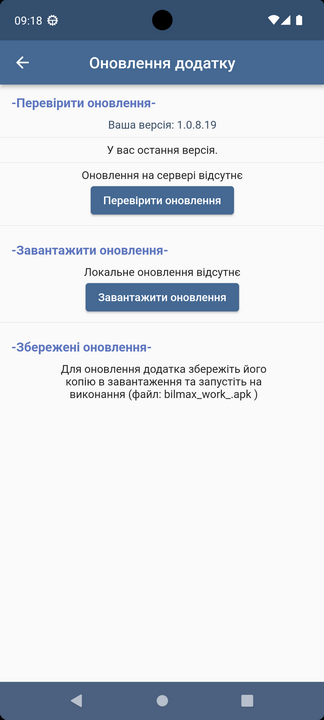 09:18
Оновлення додатку
-Перевірити оновлення-
Ваша версія: 1.0.8.19
У вас остання версія.
Оновлення на сервері відсутнє
Перевірити оновлення
-Завантажити оновлення-
Локальне оновлення відсутнє
Завантажити оновлення
-Збережені оновлення-
Для оновлення додатка збережіть його
копію в завантаження та запустіть на
виконання (файл: bilmax_work_.apk )